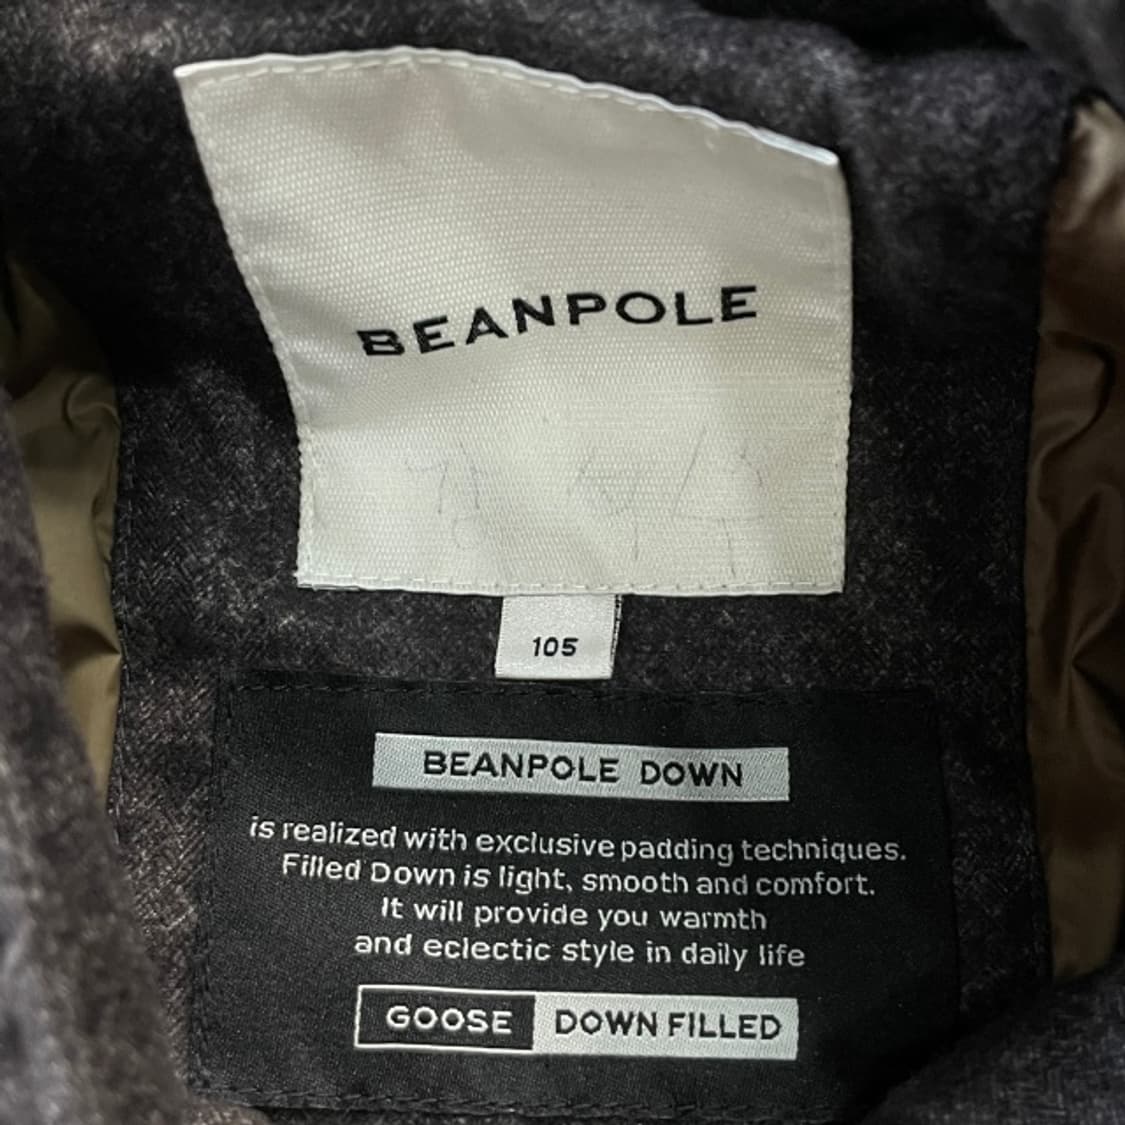 BEANPOLE
105
BEANPOLE DOWN
is realized with exclusive padding techniques.
Filled Down is light, smooth and comfort.
It will provide you warmth
and eclectic style in daily life
GOOSE DOWN FILLED